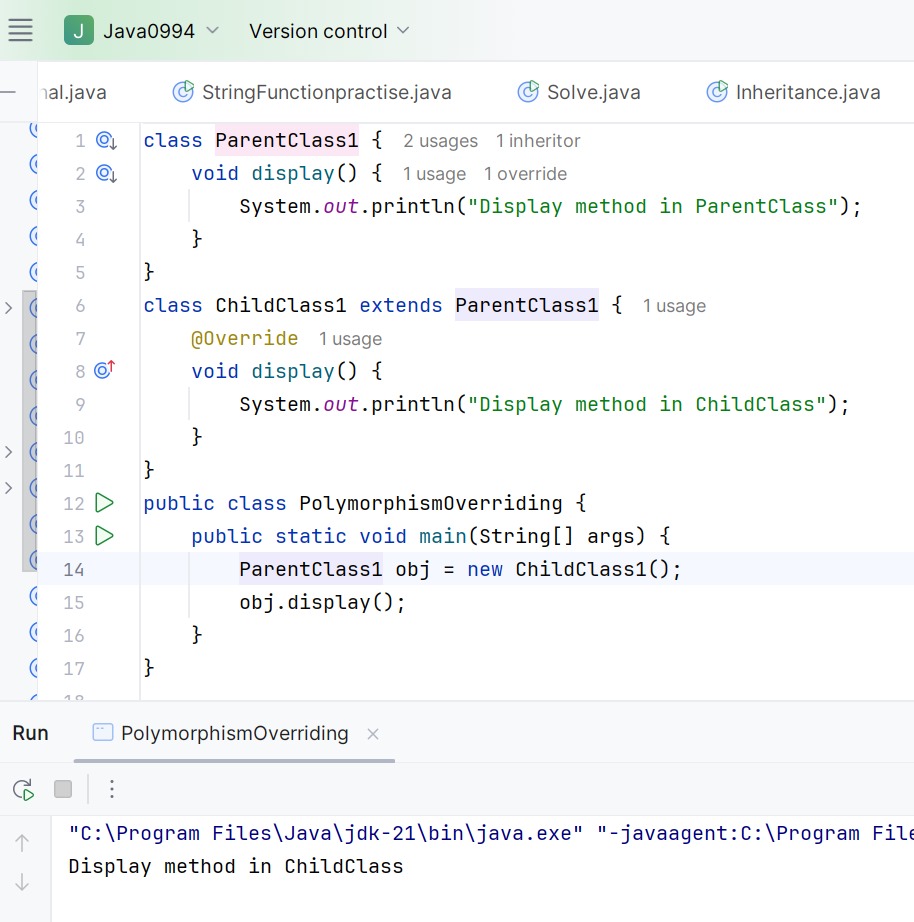 J Java0994 Version control
nal.java StringFunctionpractise.java Solve.java Inheritance.java
1 class ParentClass1 { 2 usages 1 inheritor
2 void display() { 1 usage 1 override
3 System.out.println("Display method in ParentClass");
4 }
5 }
6 class ChildClass1 extends ParentClass1 { 1 usage
7 @Override 1 usage
8 void display() {
9 System.out.println("Display method in ChildClass");
10 }
11 }
12 public class PolymorphismOverriding {
13 public static void main(String[] args) {
14 ParentClass1 obj = new ChildClass1();
15 obj.display();
16 }
17 }
18
Run PolymorphismOverriding
"C:\Program Files\Java\jdk-21\bin\java.exe" "-javaagent:C:\Program File
Display method in ChildClass